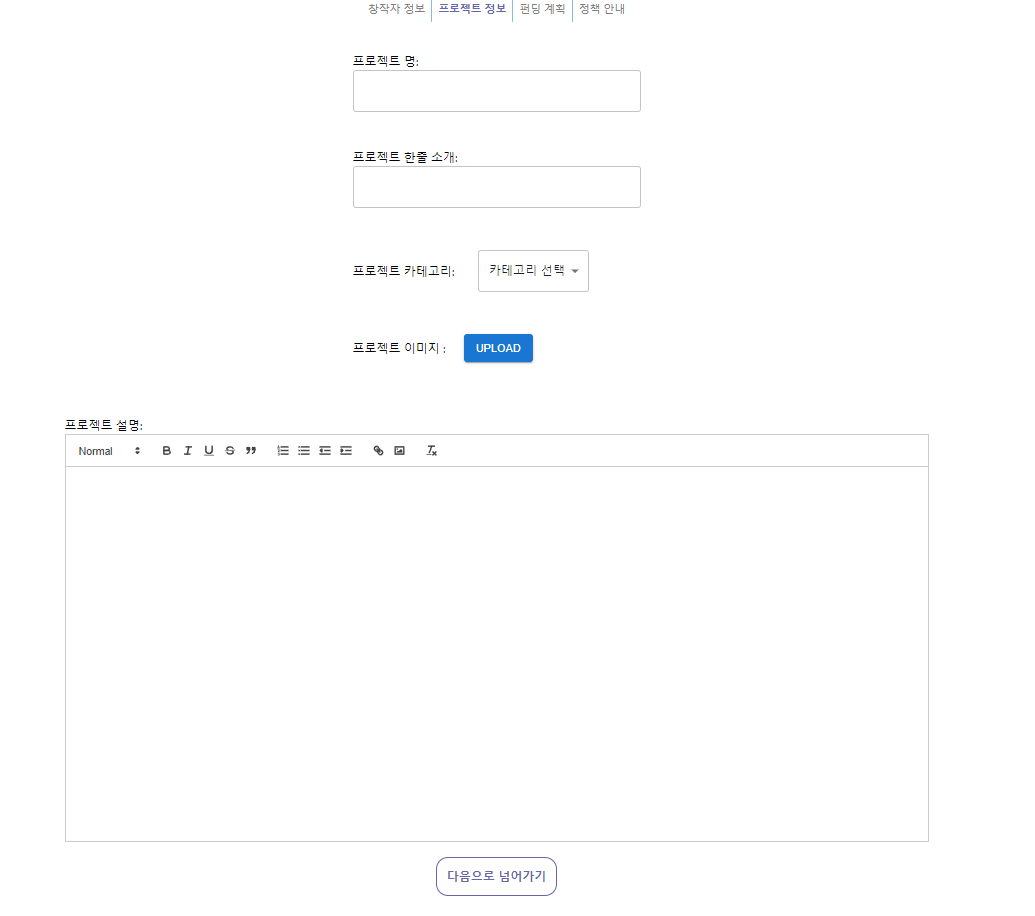 창작자 정보 프로젝트 정보 펀딩 계획 정책 안내
프로젝트 명:
프로젝트 한줄 소개:
프로젝트 카테고리: 카테고리 선택
프로젝트 이미지 : UPLOAD
프로젝트 설명:
Normal
다음으로 넘어가기